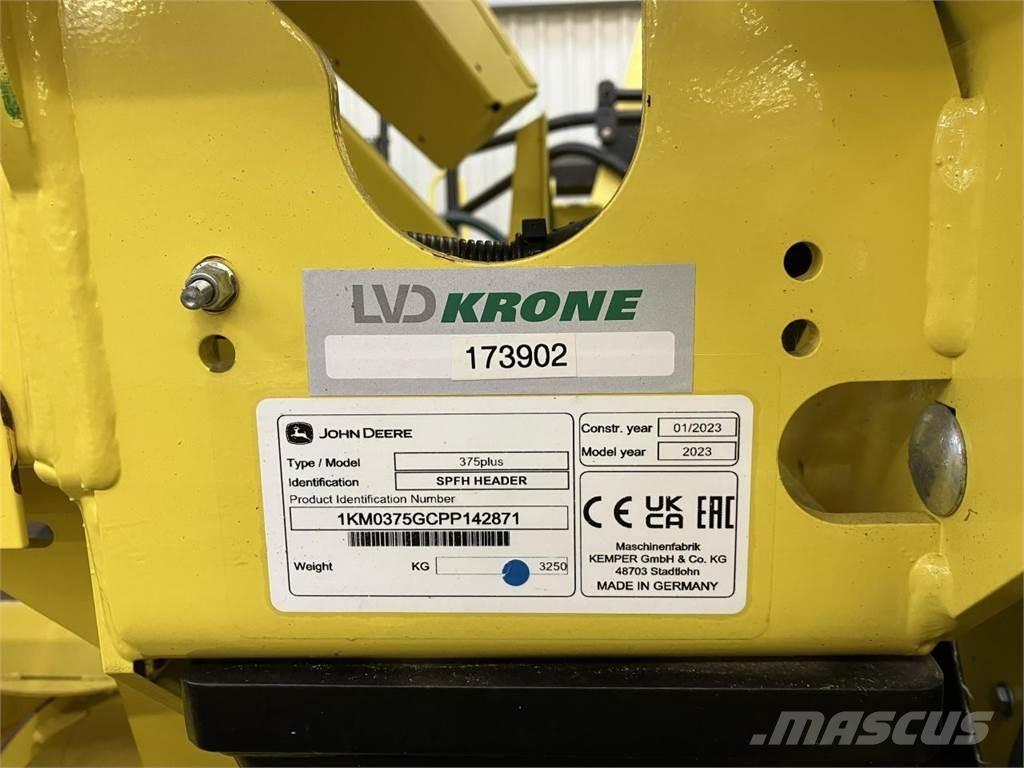 LVD KRONE
173902
JOHN DEERE
Type / Model 375plus
Identification SPFH HEADER
Product Identification Number
1KM0375GCPP142871
Weight KG 3250
Constr. year 01/2023
Model year 2023
CE UKCA EAC
Maschinenfabrik
KEMPER GmbH & Co. KG
48703 Stadtlohn
MADE IN GERMANY
MASCUS